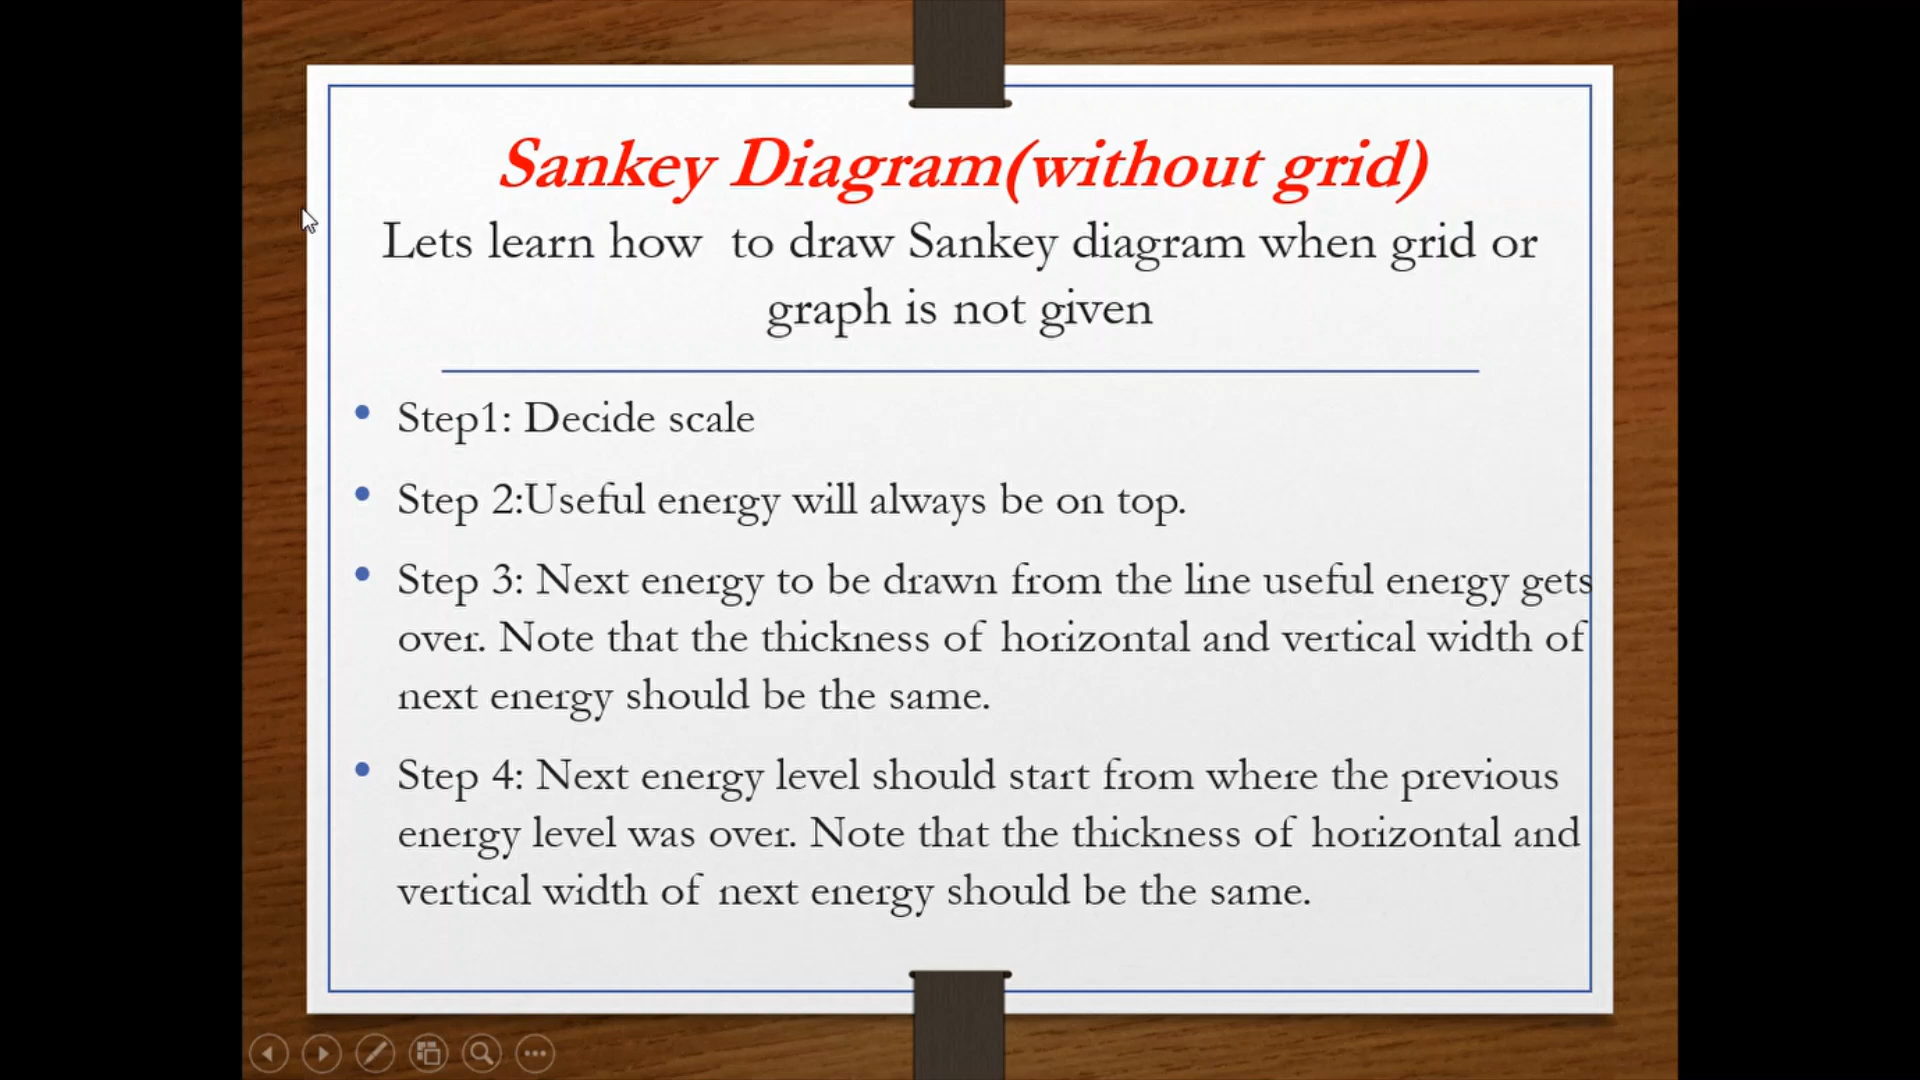 Sankey Diagram(without grid)
Lets learn how to draw Sankey diagram when grid or
graph is not given
Step1: Decide scale
Step 2:Useful energy will always be on top.
Step 3: Next energy to be drawn from the line useful energy gets
over. Note that the thickness of horizontal and vertical width of
next energy should be the same.
Step 4: Next energy level should start from where the previous
energy level was over. Note that the thickness of horizontal and
vertical width of next energy should be the same.